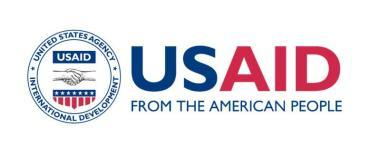 UNITED STATES AGENCY
USAID
INTERNATIONAL DEVELOPMENT
USAID
FROM THE AMERICAN PEOPLE